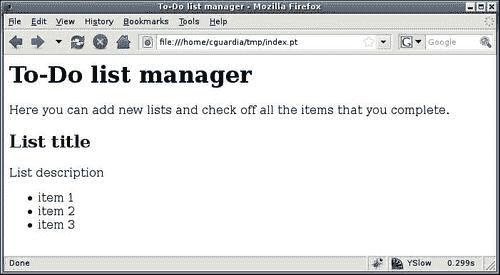 To-Do list manager - Mozilla Firefox
File Edit View History Bookmarks Tools Help
file:///home/cguardia/tmp/index.pt Google
To-Do list manager
Here you can add new lists and check off all the items that you complete.
List title
List description
item 1
item 2
item 3
Done YSlow 0.299s